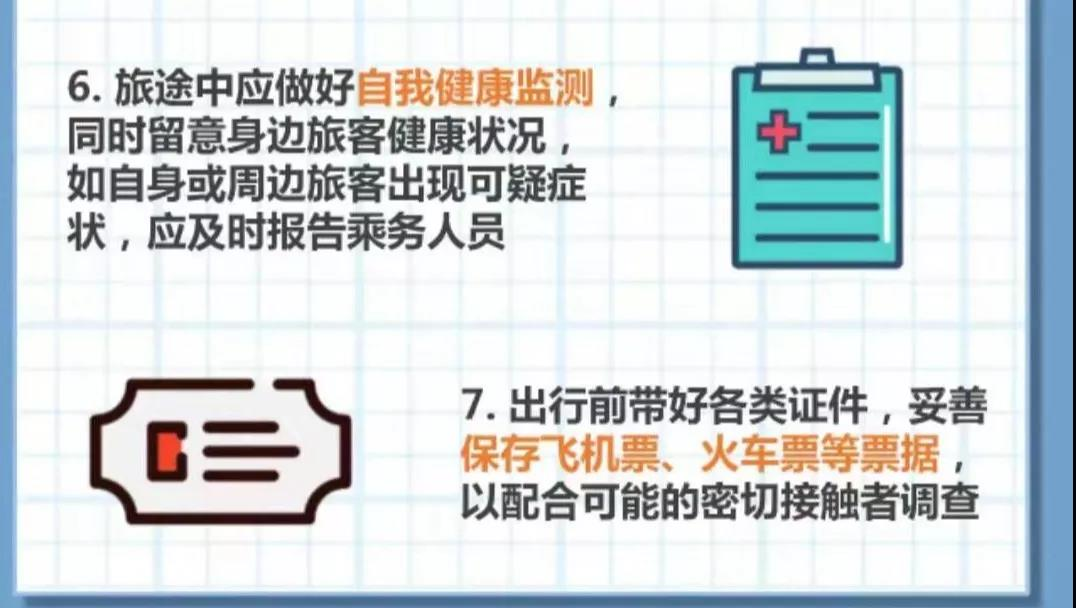 6. 旅途中应做好自我健康监测，
同时留意身边旅客健康状况，
如自身或周边旅客出现可疑症
状，应及时报告乘务人员
7. 出行前带好各类证件，妥善
保存飞机票、火车票等票据，
以配合可能的密切接触者调查